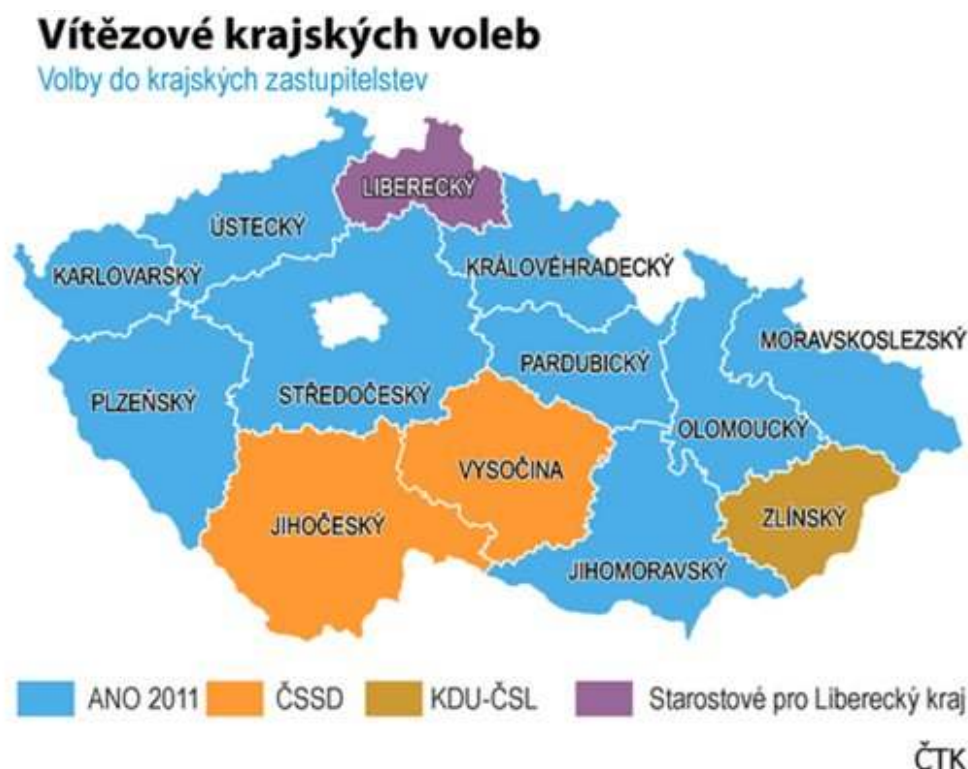 Vítězové krajských voleb
Volby do krajských zastupitelstev
LIBERECKÝ
ÚSTECKÝ
KARLOVARSKÝ
KRÁLOVÉHRADECKÝ
MORAVSKOSLEZSKÝ
PARDUBICKÝ
PLZEŇSKÝ
STŘEDOČESKÝ
OLOMOUCKÝ
VYSOČINA
ZLÍNSKÝ
JIHOČESKÝ
JIHOMORAVSKÝ
ANO 2011 ČSSD KDU-ČSL Starostové pro Liberecký kraj
ČTK